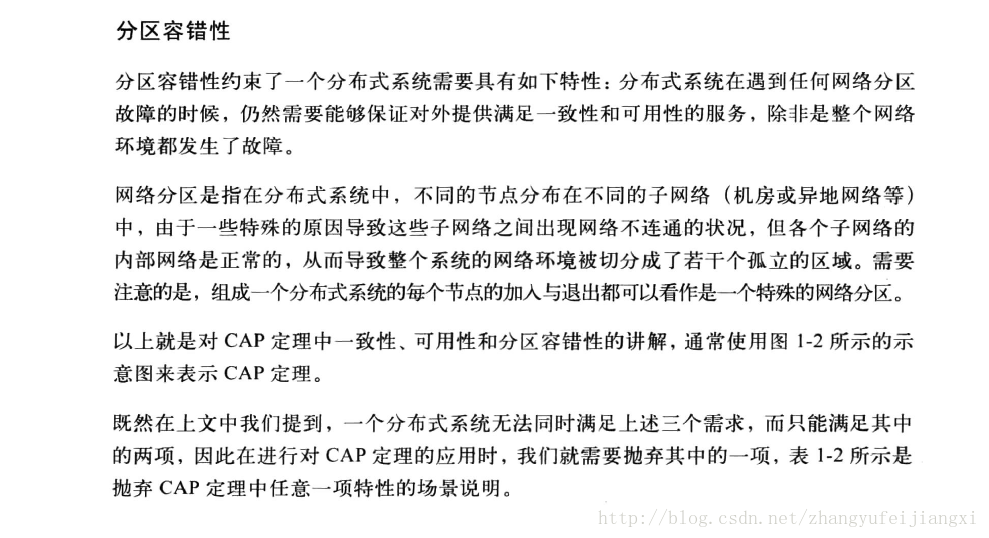 分区容错性
分区容错性约束了一个分布式系统需要具有如下特性：分布式系统在遇到任何网络分区
故障的时候，仍然需要能够保证对外提供满足一致性和可用性的服务，除非是整个网络
环境都发生了故障。
网络分区是指在分布式系统中，不同的节点分布在不同的子网络（机房或异地网络等）
中，由于一些特殊的原因导致这些子网络之间出现网络不连通的状况，但各个子网络的
内部网络是正常的，从而导致整个系统的网络环境被切分成了若干个孤立的区域。需要
注意的是，组成一个分布式系统的每个节点的加入与退出都可以看作是一个特殊的网络分区。
以上就是对 CAP 定理中一致性、可用性和分区容错性的讲解，通常使用图 1-2 所示的示
意图来表示 CAP 定理。
既然在上文中我们提到，一个分布式系统无法同时满足上述三个需求，而只能满足其中
的两项，因此在进行对 CAP 定理的应用时，我们就需要抛弃其中的一项，表 1-2 所示是
抛弃 CAP 定理中任意一项特性的场景说明。
http://blog.csdn.net/zhangyufeijiangxi